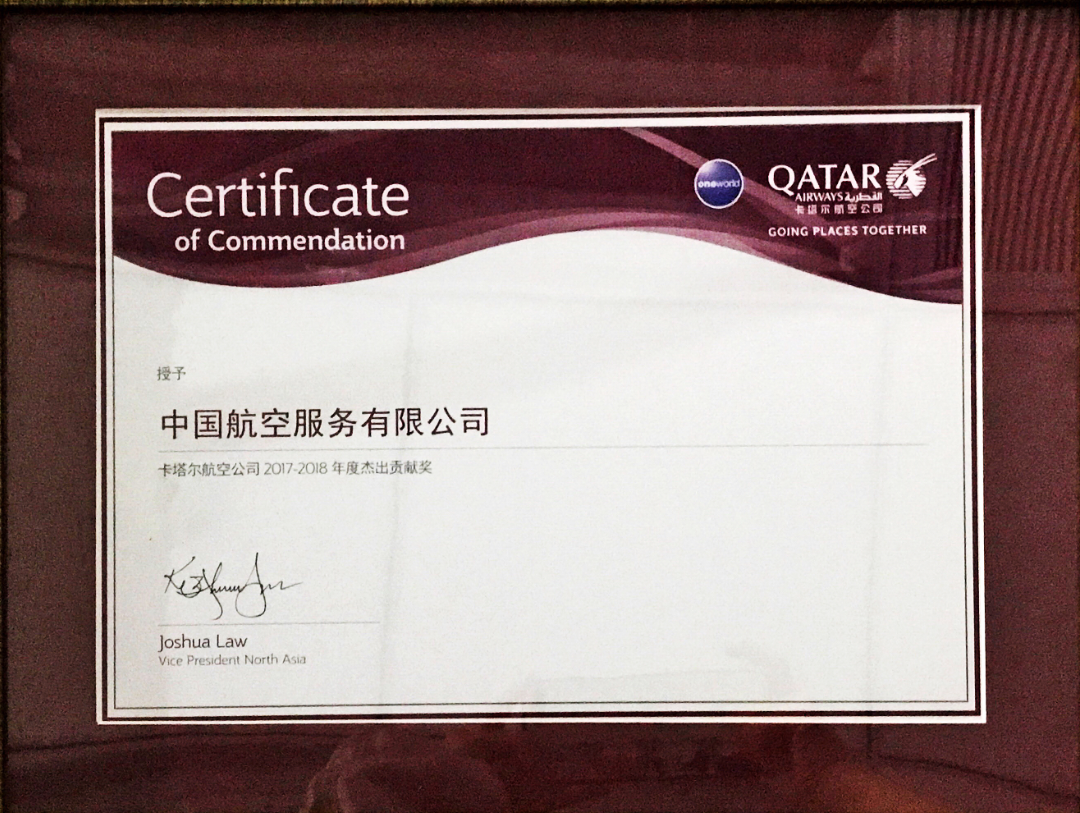 Certificate
of Commendation
oneworld
QATAR
AIRWAYS القطرية
卡塔尔航空公司
GOING PLACES TOGETHER
授予
中国航空服务有限公司
卡塔尔航空公司 2017-2018 年度杰出贡献奖
Joshua Law
Vice President North Asia